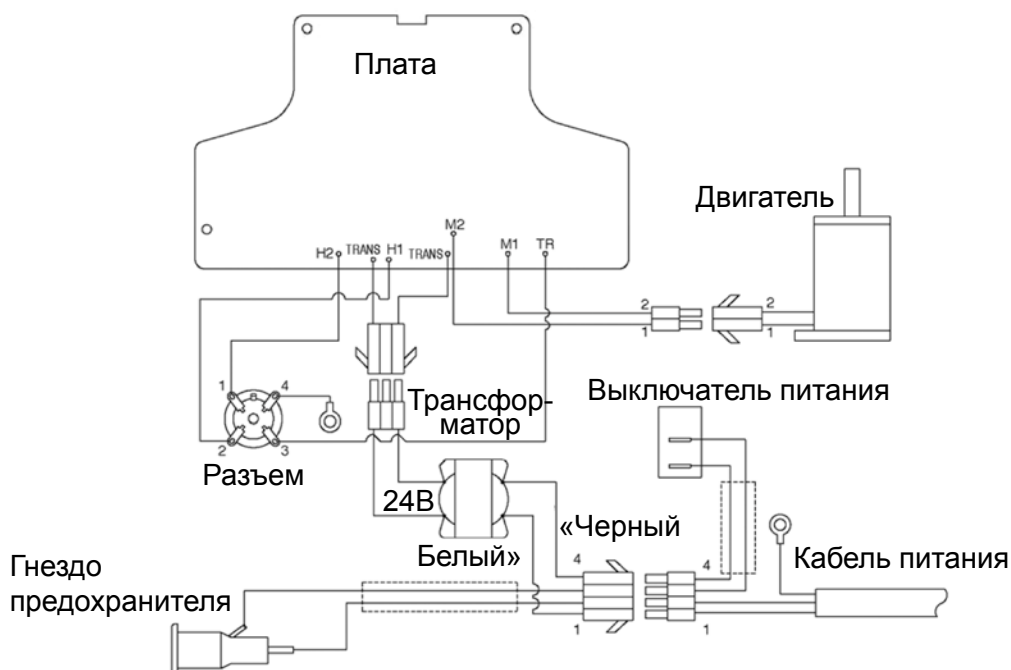 Плата
Двигатель
M2
H2
TRANS
H1
TRANS
M1
TR
2
2
1
1
Выключатель питания
1
4
Трансфор-
матор
2
3
Разъем
24В
«Черный
Белый»
Гнездо
предохранителя
4
4
Кабель питания
1
1